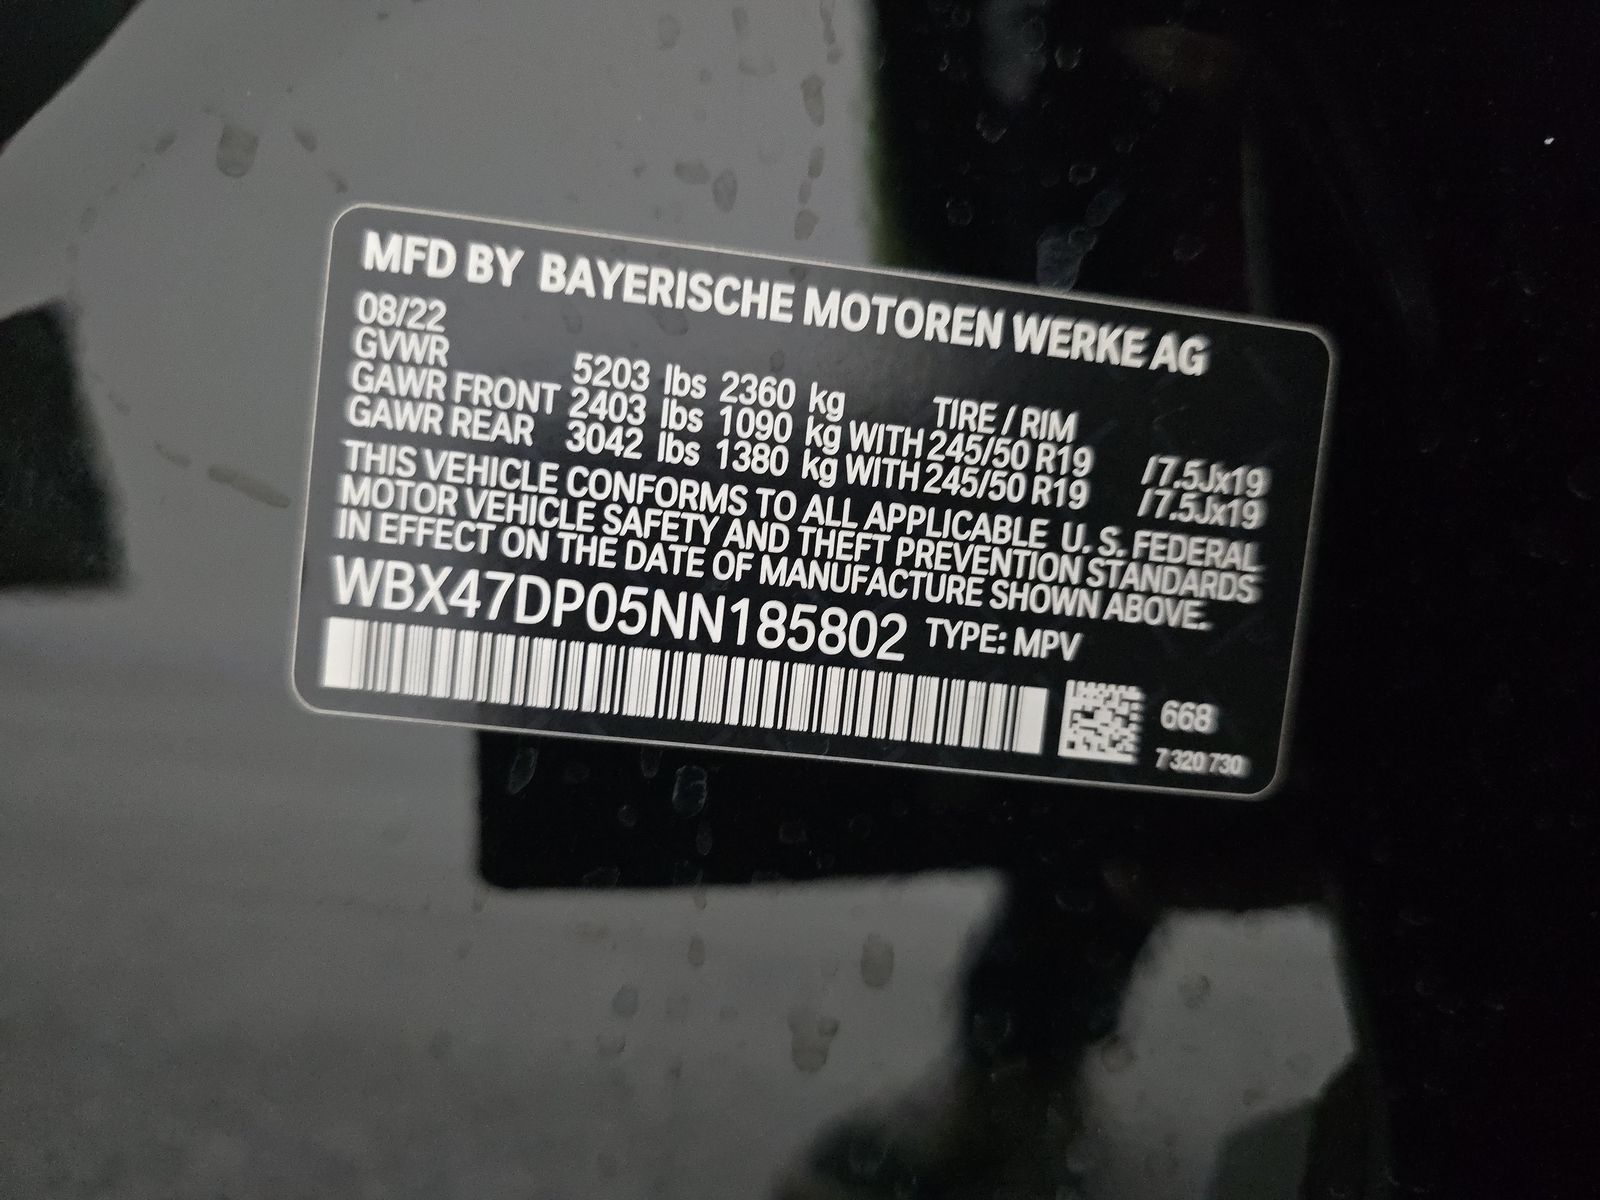 MFD BY BAYERISCHE MOTOREN WERKE AG
08/22
GVWR 5203 lbs 2360 kg TIRE / RIM
GAWR FRONT 2403 lbs 1090 kg WITH 245/50 R19 /7.5Jx19
GAWR REAR 3042 lbs 1380 kg WITH 245/50 R19 /7.5Jx19
THIS VEHICLE CONFORMS TO ALL APPLICABLE U. S. FEDERAL
MOTOR VEHICLE SAFETY AND THEFT PREVENTION STANDARDS
IN EFFECT ON THE DATE OF MANUFACTURE SHOWN ABOVE.
WBX47DP05NN185802 TYPE: MPV
668
7 320 730